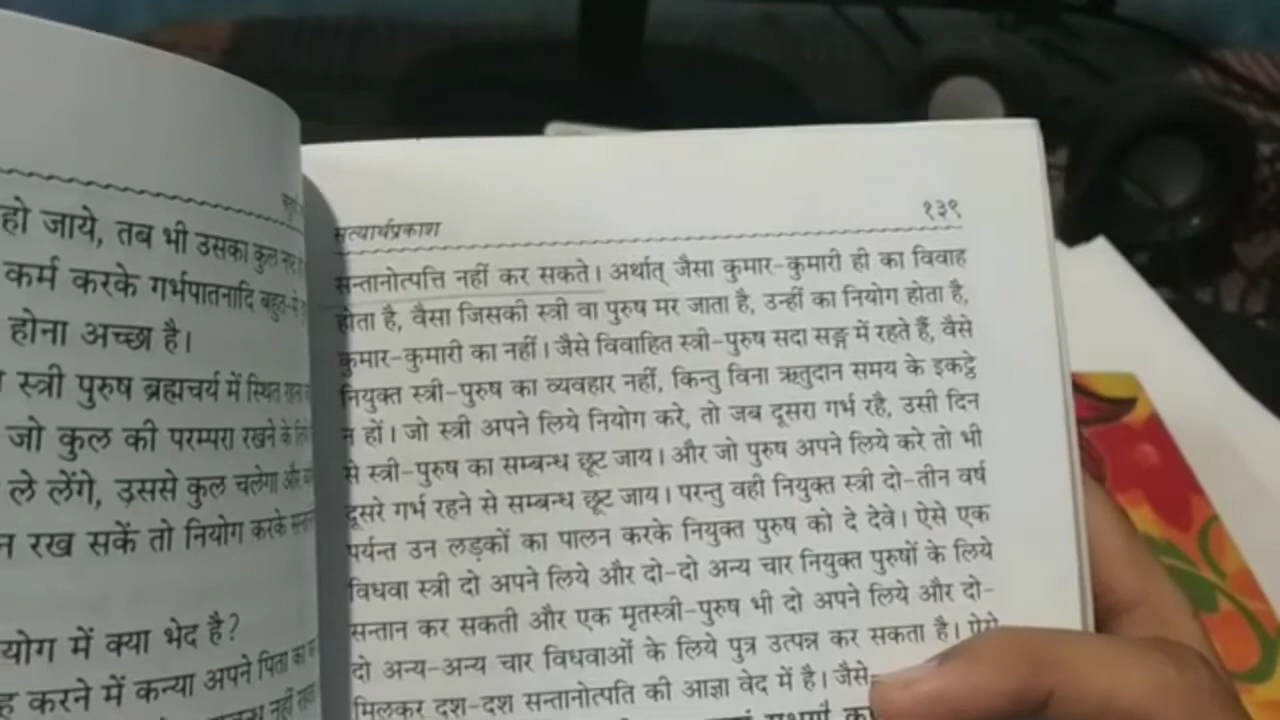 हो जाये, तब भी उसका कुल
कर्म करके गर्भपातनादि बहुत-से
होना अच्छा है।
स्त्री पुरुष ब्रह्मचर्य में स्थित
जो कुल की परम्परा रखने के
ले लेंगे, उससे कुल चलेगा और
रख सकें तो नियोग करके
योग में क्या भेद है?
करने में कन्या अपने पिता का
सत्यार्थप्रकाश १३९
सन्तानोत्पत्ति नहीं कर सकते। अर्थात् जैसा कुमार-कुमारी ही का विवाह
होता है, वैसा जिसकी स्त्री वा पुरुष मर जाता है, उन्हीं का नियोग होता है,
कुमार-कुमारी का नहीं। जैसे विवाहित स्त्री-पुरुष सदा सङ्ग में रहते हैं, वैसे
नियुक्त स्त्री-पुरुष का व्यवहार नहीं, किन्तु विना ऋतुदान समय के इकट्ठे
न हों। जो स्त्री अपने लिये नियोग करे, तो जब दूसरा गर्भ रहै, उसी दिन
से स्त्री-पुरुष का सम्बन्ध छूट जाय। और जो पुरुष अपने लिये करे तो भी
दूसरे गर्भ रहने से सम्बन्ध छूट जाय। परन्तु वही नियुक्त स्त्री दो-तीन वर्ष
पर्यन्त उन लड़कों का पालन करके नियुक्त पुरुष को दे देवे। ऐसे एक
विधवा स्त्री दो अपने लिये और दो-दो अन्य चार नियुक्त पुरुषों के लिये
सन्तान कर सकती और एक मृतस्त्री-पुरुष भी दो अपने लिये और दो-
दो अन्य-अन्य चार विधवाओं के लिये पुत्र उत्पन्न कर सकता है। ऐसे
मिलकर दश-दश सन्तानोत्पति की आज्ञा वेद में है। जैसे-